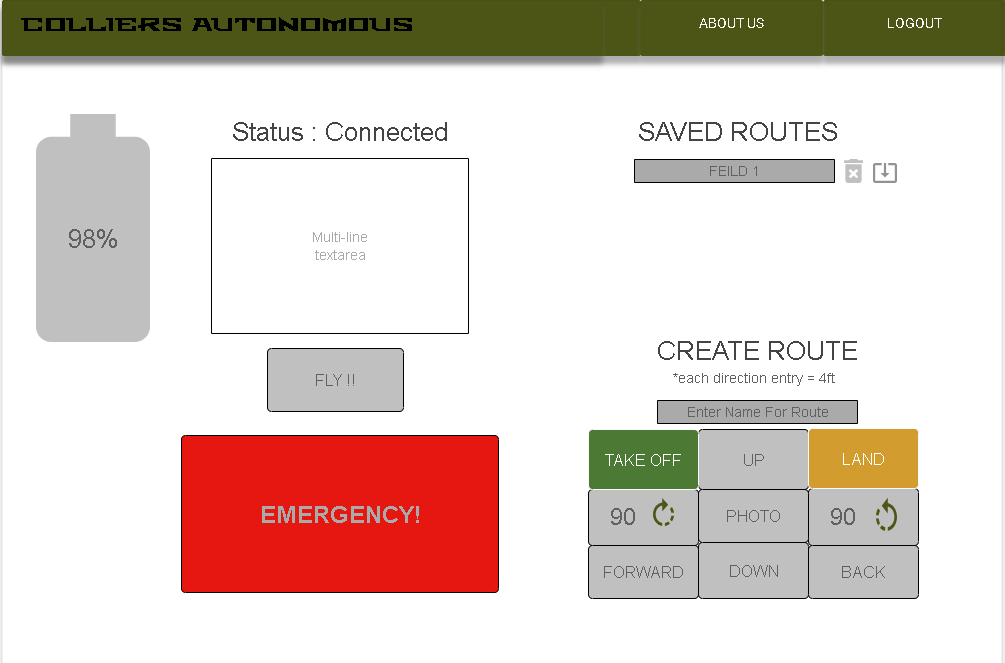 COLLIERS AUTONOMOUS
ABOUT US
LOGOUT
98%
Status : Connected
Multi-line
textarea
FLY !!
EMERGENCY!
SAVED ROUTES
FEILD 1
CREATE ROUTE
*each direction entry = 4ft
Enter Name For Route
TAKE OFF
UP
LAND
90
PHOTO
90
FORWARD
DOWN
BACK